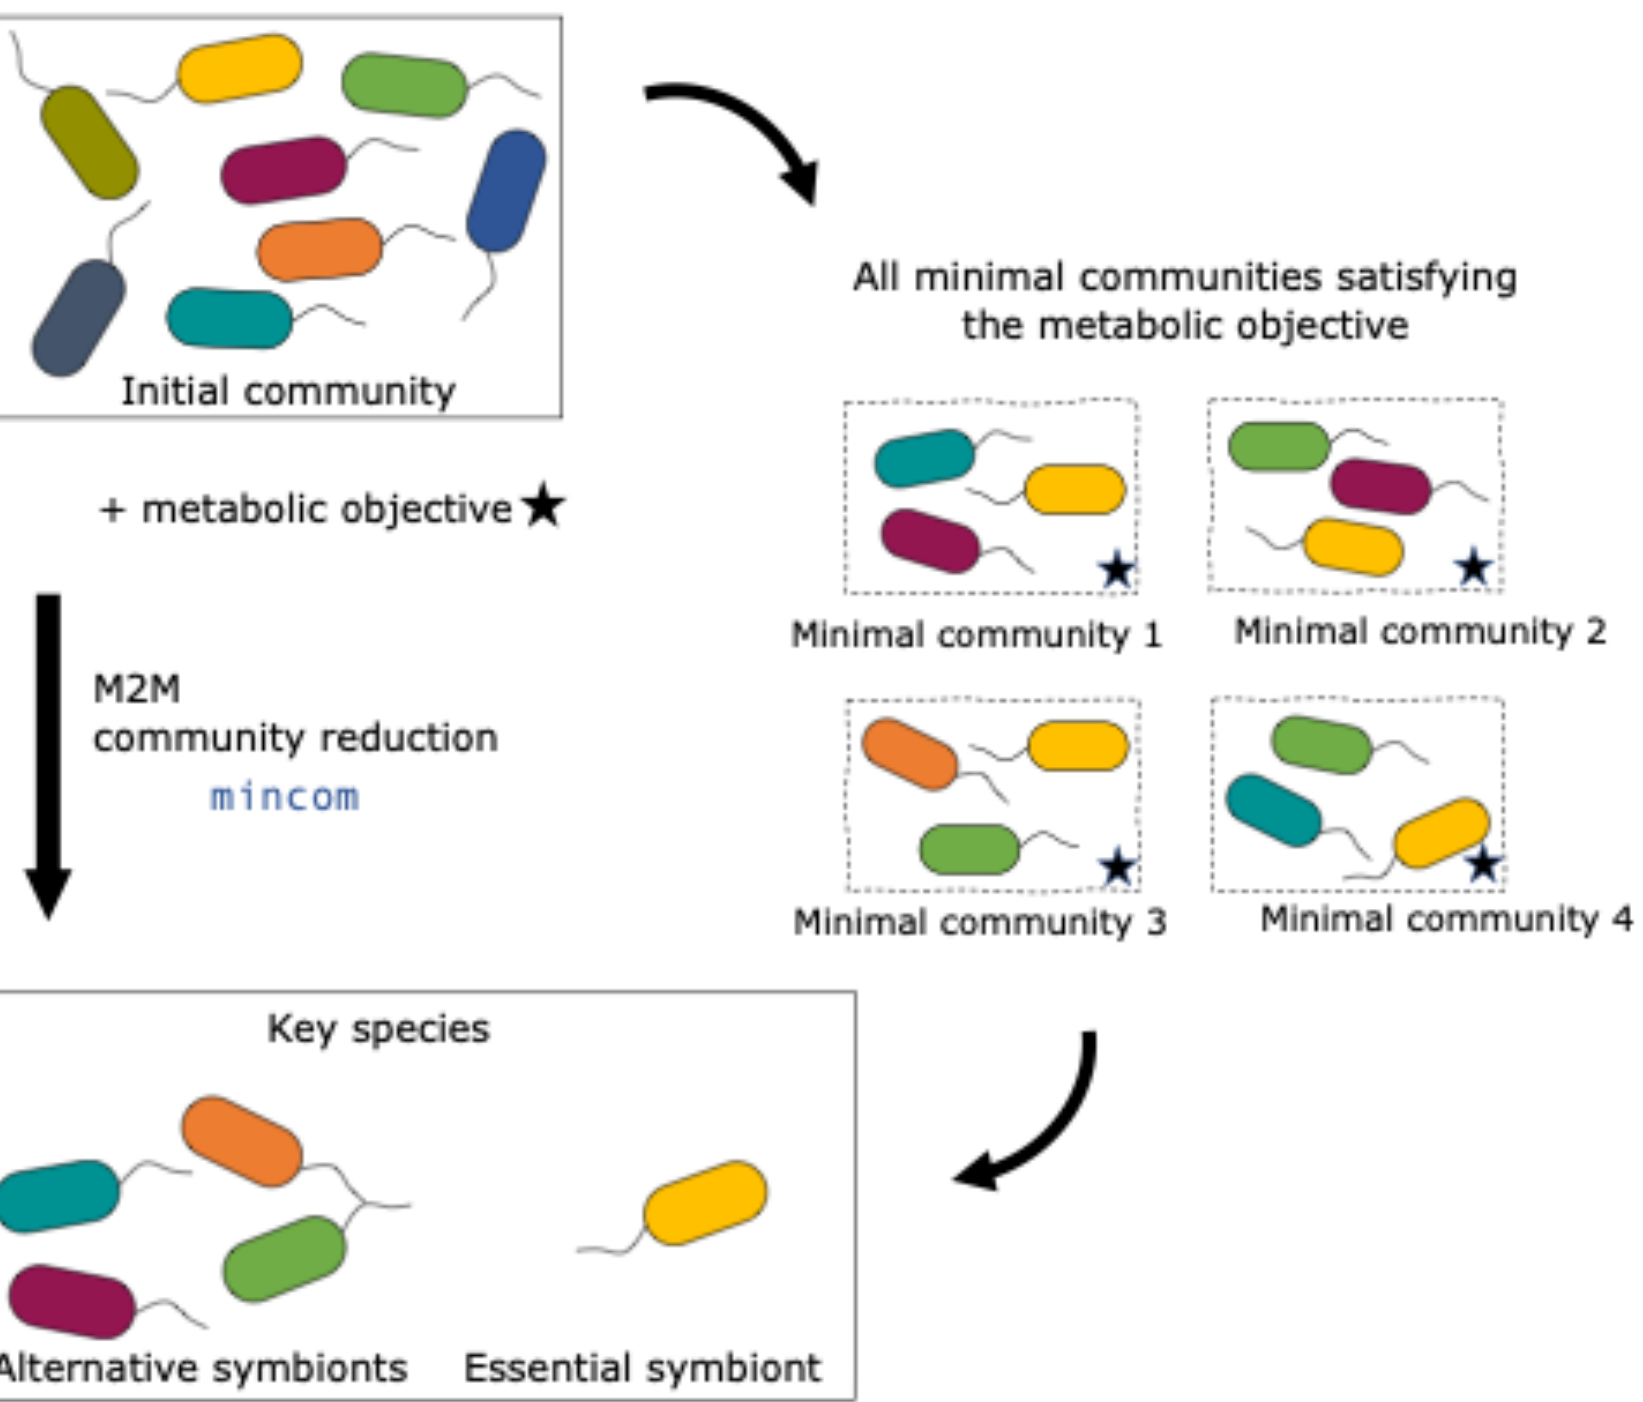 Initial community
+ metabolic objective
M2M
community reduction
mincom
All minimal communities satisfying
the metabolic objective
Minimal community 1
Minimal community 2
Minimal community 3
Minimal community 4
Key species
Alternative symbionts
Essential symbiont